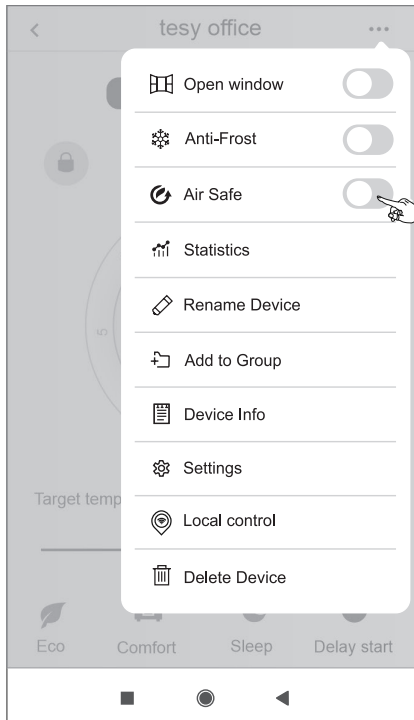 tesy office
Open window
Anti-Frost
Air Safe
Statistics
Rename Device
Add to Group
5
Device Info
Settings
Target temp
Local control
Delete Device
Eco
Comfort
Sleep
Delay start